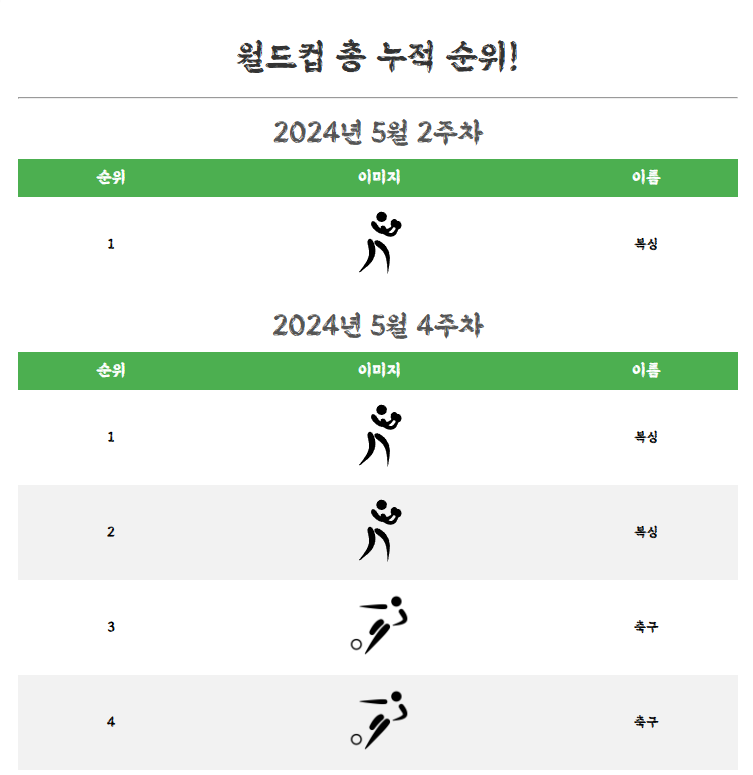 월드컵 총 누적 순위!
2024년 5월 2주차
순위 이미지 이름
1 복싱
2024년 5월 4주차
순위 이미지 이름
1 복싱
2 복싱
3 축구
4 축구